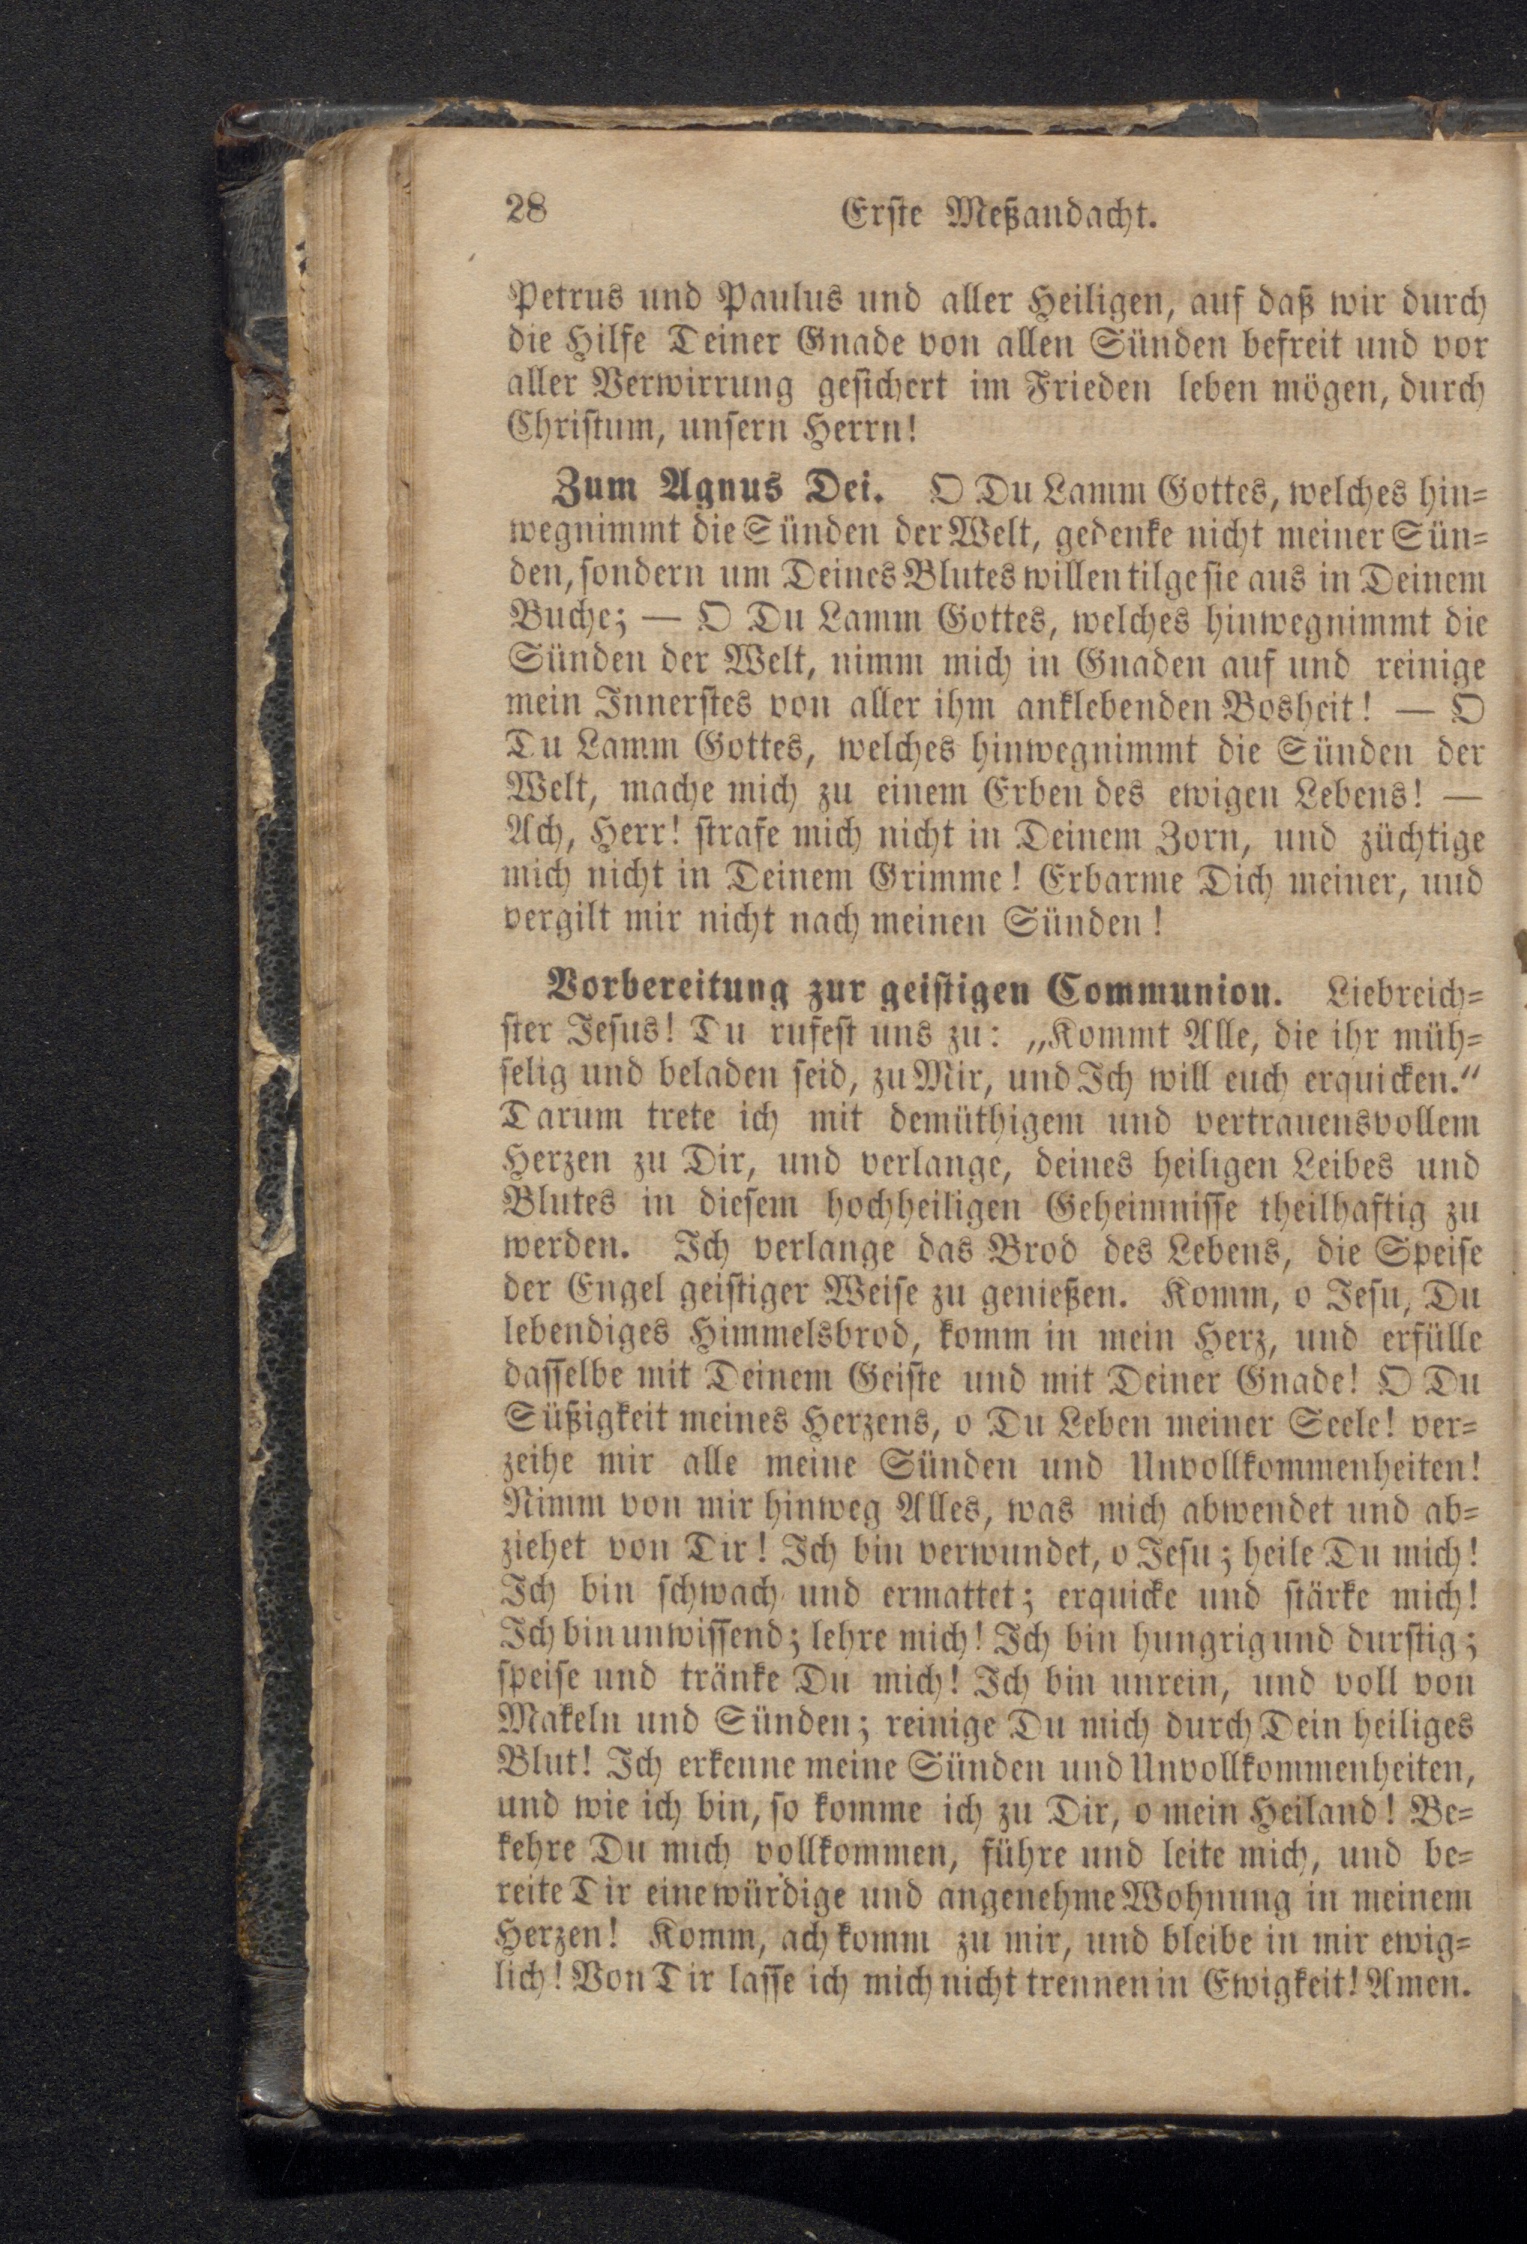 28 Erste Meßandacht.
Petrus und Paulus und aller Heiligen, auf daß wir durch
die Hilfe Deiner Gnade von allen Sünden befreit und vor
aller Verwirrung gesichert im Frieden leben mögen, durch
Christum, unsern Herrn!
Zum Agnus Dei. O Du Lamm Gottes, welches hin=
wegnimmt die Sünden der Welt, gedenke nicht meiner Sün=
den, sondern um Deines Blutes willen tilge sie aus in Deinem
Buche; — O Du Lamm Gottes, welches hinwegnimmt die
Sünden der Welt, nimm mich in Gnaden auf und reinige
mein Innerstes von aller ihm anklebenden Bosheit! — O
Du Lamm Gottes, welches hinwegnimmt die Sünden der
Welt, mache mich zu einem Erben des ewigen Lebens! —
Ach, Herr! strafe mich nicht in Deinem Zorn, und züchtige
mich nicht in Deinem Grimme! Erbarme Dich meiner, und
vergilt mir nicht nach meinen Sünden!
Vorbereitung zur geistigen Communion. Liebreich=
ster Jesus! Du rufest uns zu: „Kommt Alle, die ihr müh=
selig und beladen seid, zu Mir, und Ich will euch erquicken.“
Darum trete ich mit demüthigem und vertrauensvollem
Herzen zu Dir, und verlange, deines heiligen Leibes und
Blutes in diesem hochheiligen Geheimnisse theilhaftig zu
werden. Ich verlange das Brod des Lebens, die Speise
der Engel geistiger Weise zu genießen. Komm, o Jesu, Du
lebendiges Himmelsbrod, komm in mein Herz, und erfülle
dasselbe mit Deinem Geiste und mit Deiner Gnade! O Du
Süßigkeit meines Herzens, o Du Leben meiner Seele! ver=
zeihe mir alle meine Sünden und Unvollkommenheiten!
Nimm von mir hinweg Alles, was mich abwendet und ab=
ziehet von Dir! Ich bin verwundet, o Jesu; heile Du mich!
Ich bin schwach und ermattet; erquicke und stärke mich!
Ich bin unwissend; lehre mich! Ich bin hungrig und durstig;
speise und tränke Du mich! Ich bin unrein, und voll von
Makeln und Sünden; reinige Du mich durch Dein heiliges
Blut! Ich erkenne meine Sünden und Unvollkommenheiten,
und wie ich bin, so komme ich zu Dir, o mein Heiland! Be=
kehre Du mich vollkommen, führe und leite mich, und be=
reite Dir eine würdige und angenehme Wohnung in meinem
Herzen! Komm, ach komm zu mir, und bleibe in mir ewig=
lich! Von Dir lasse ich mich nicht trennen in Ewigkeit! Amen.